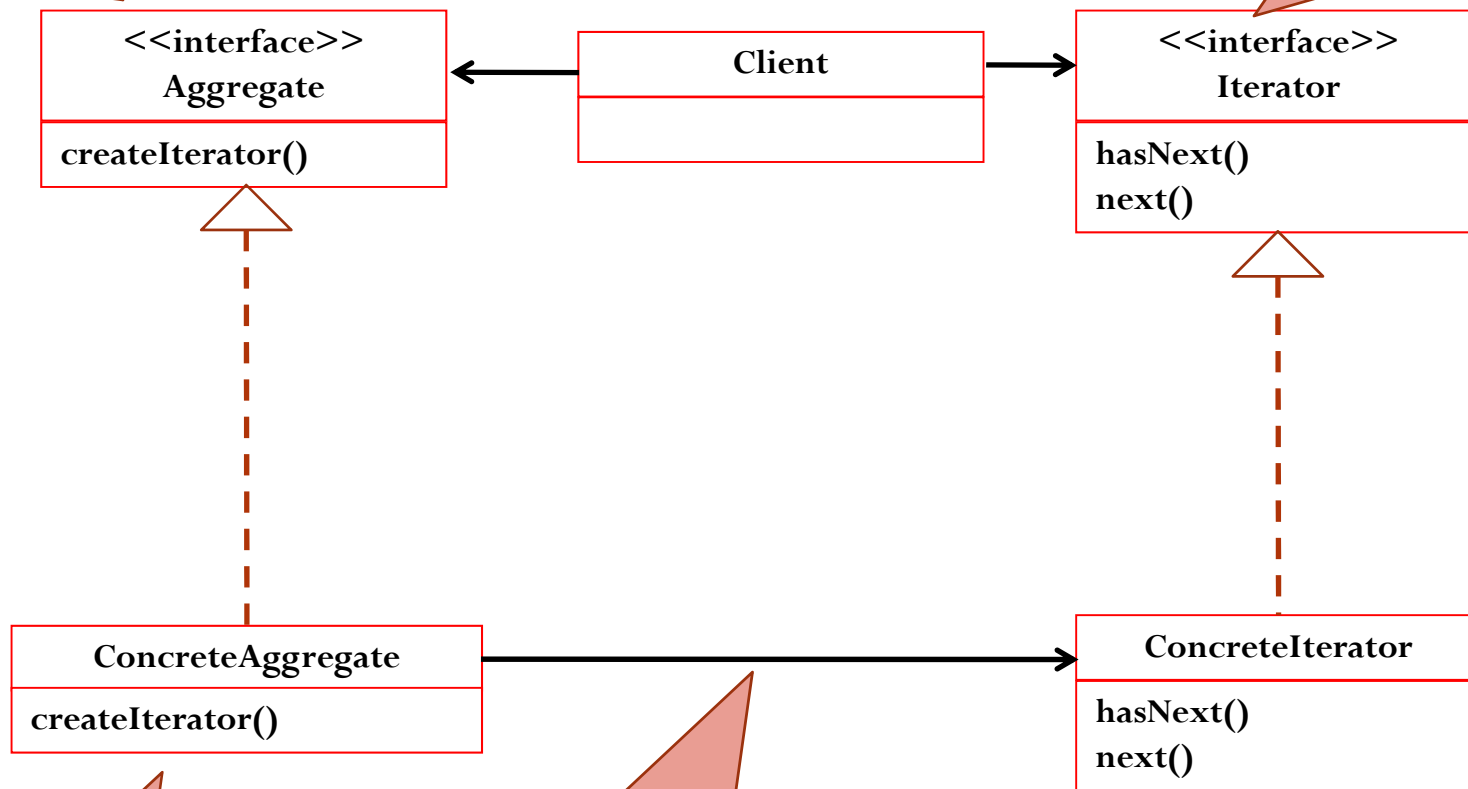 <<interface>>
Aggregate
createIterator()
Client
<<interface>>
Iterator
hasNext()
next()
ConcreteAggregate
createIterator()
ConcreteIterator
hasNext()
next()